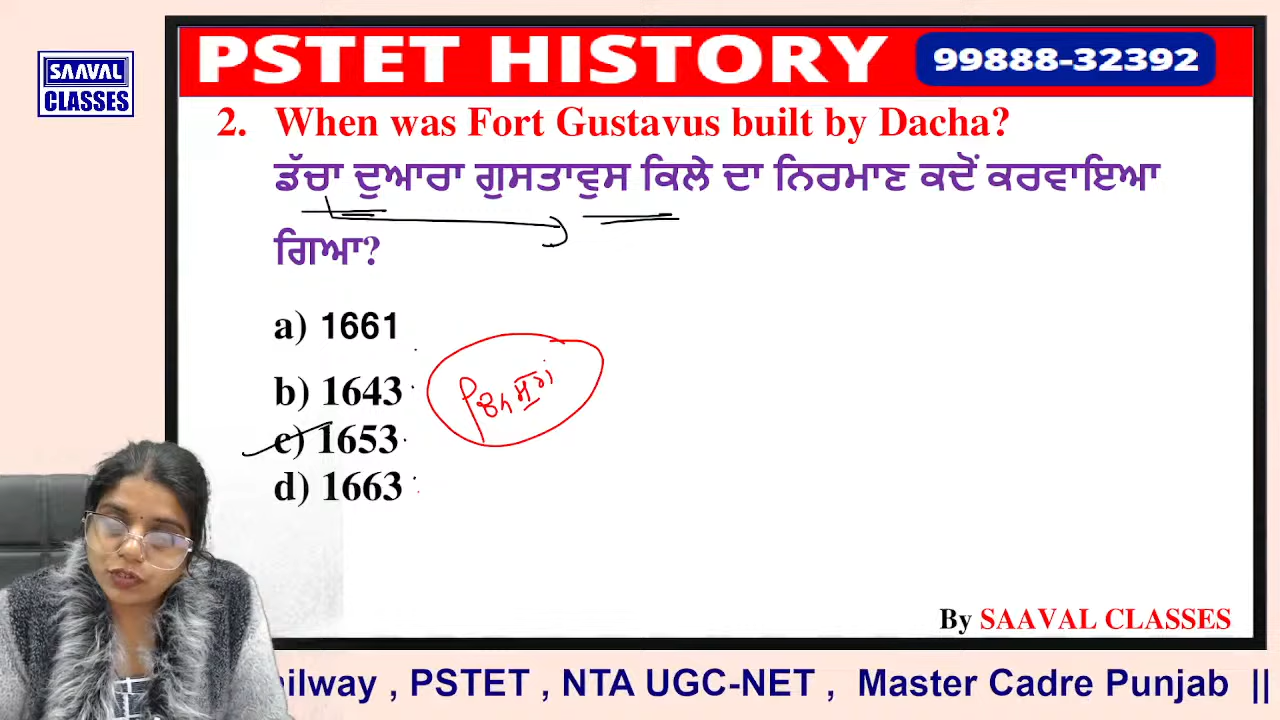 SAAVAL
CLASSES
PSTET HISTORY
99888-32392
2. When was Fort Gustavus built by Dacha?
ਡੱਚਾ ਦੁਆਰਾ ਗੁਸਤਾਵੁਸ ਕਿਲੇ ਦਾ ਨਿਰਮਾਣ ਕਦੋਂ ਕਰਵਾਇਆ
ਗਿਆ?
a) 1661
b) 1643
c) 1653
d) 1663
By SAAVAL CLASSES
ilway , PSTET , NTA UGC-NET , Master Cadre Punjab ||